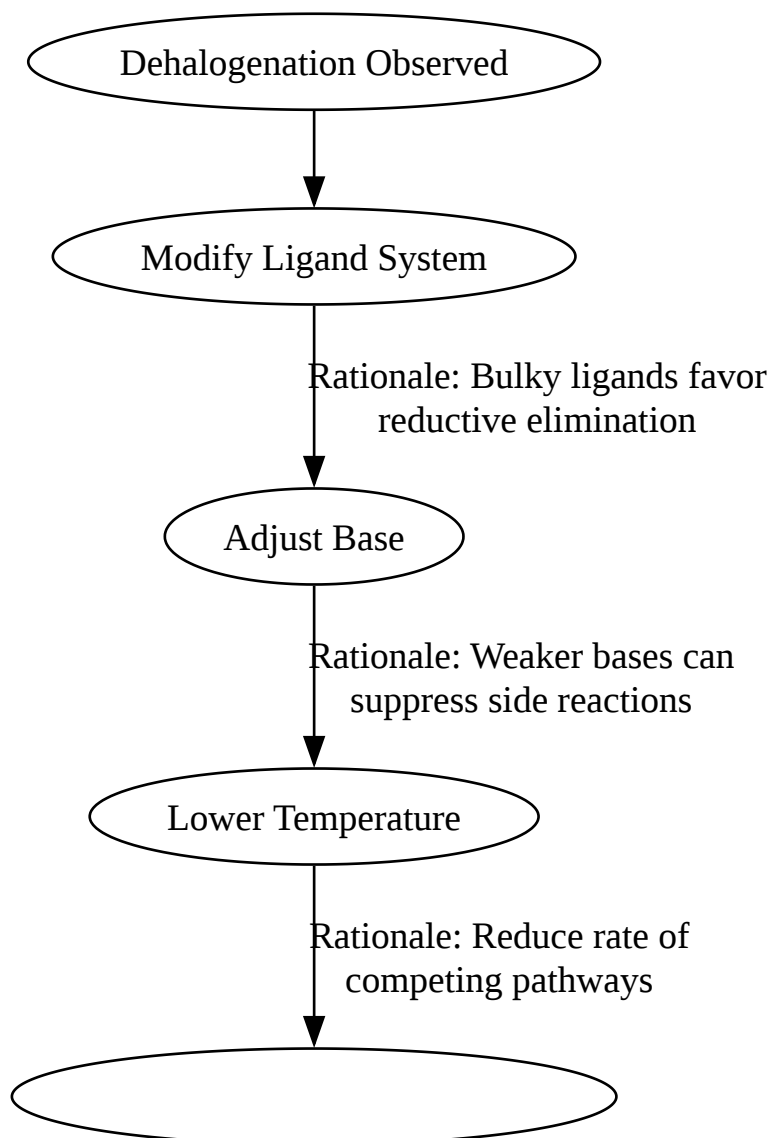 Dehalogenation Observed
Modify Ligand System
Rationale: Bulky ligands favor
reductive elimination
Adjust Base
Rationale: Weaker bases can
suppress side reactions
Lower Temperature
Rationale: Reduce rate of
competing pathways